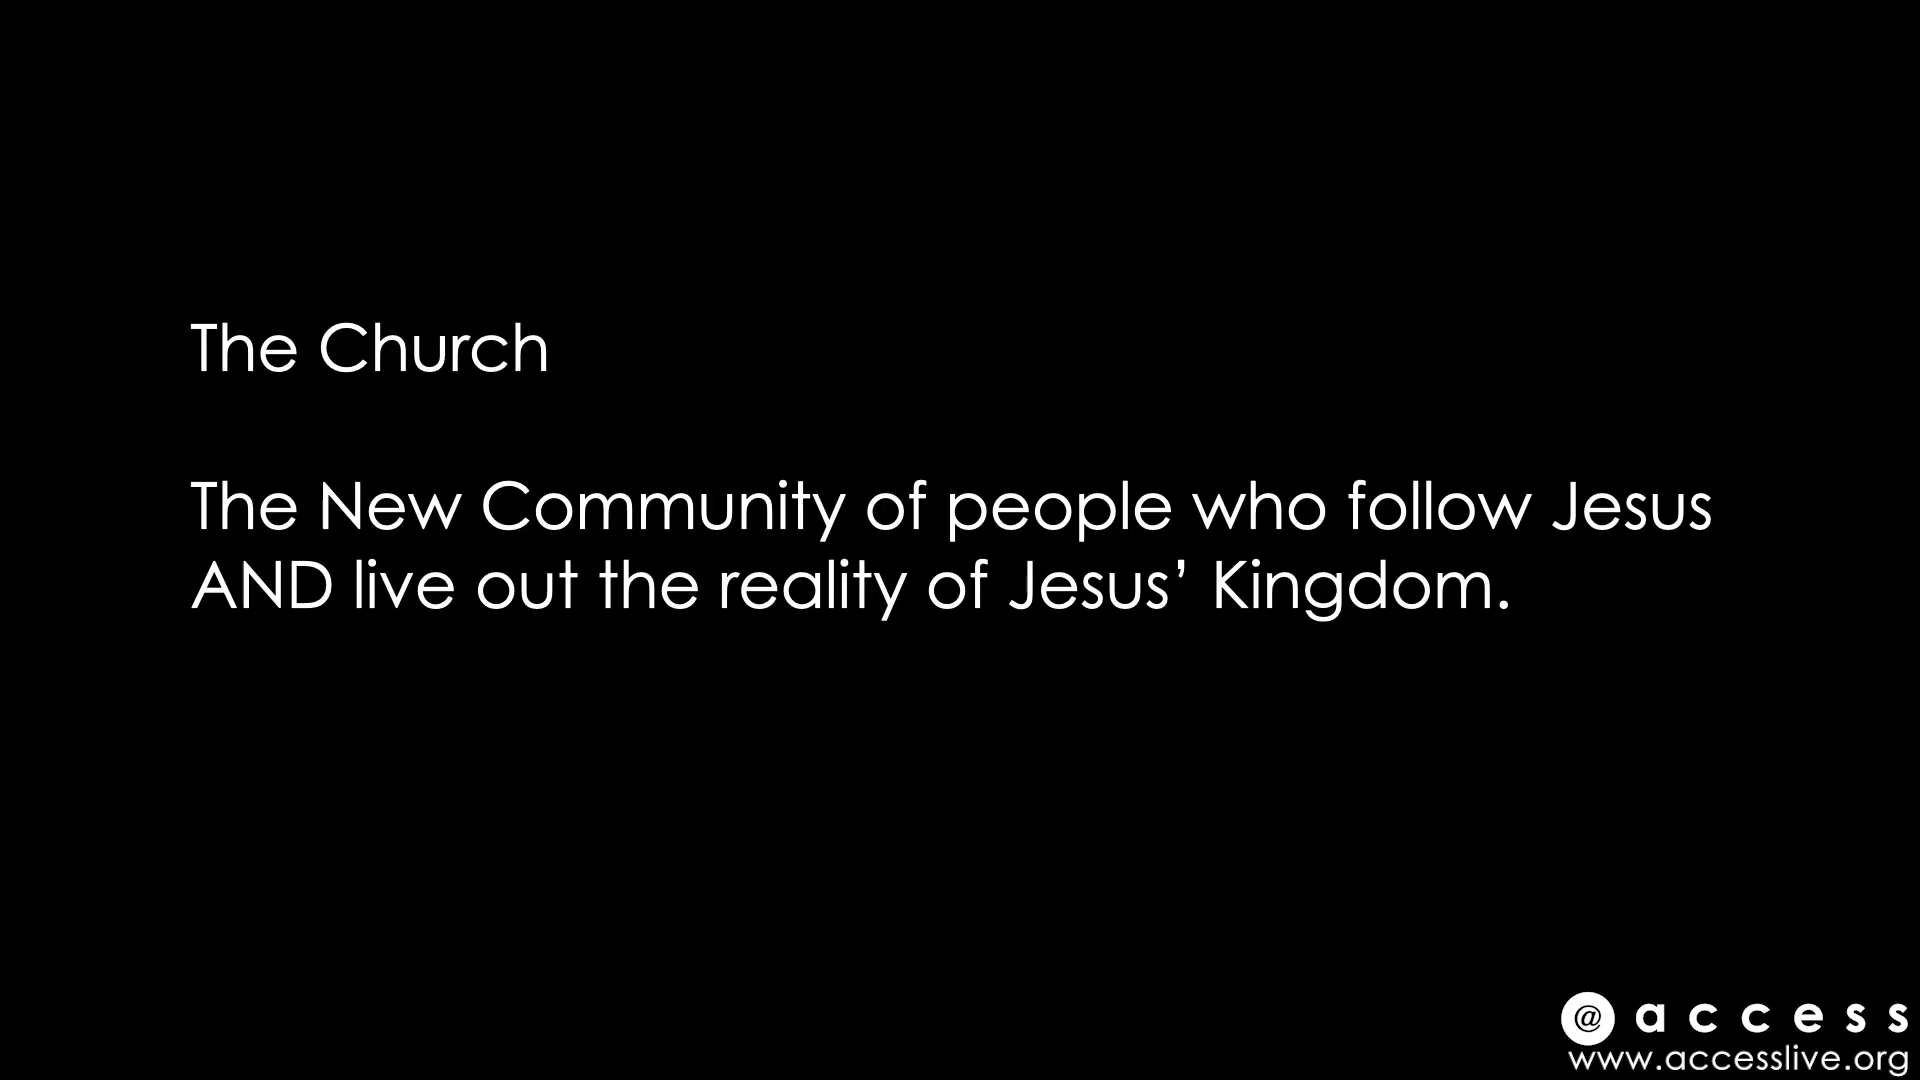 The Church
The New Community of people who follow Jesus
AND live out the reality of Jesus’ Kingdom.
@ access
www.accesslive.org